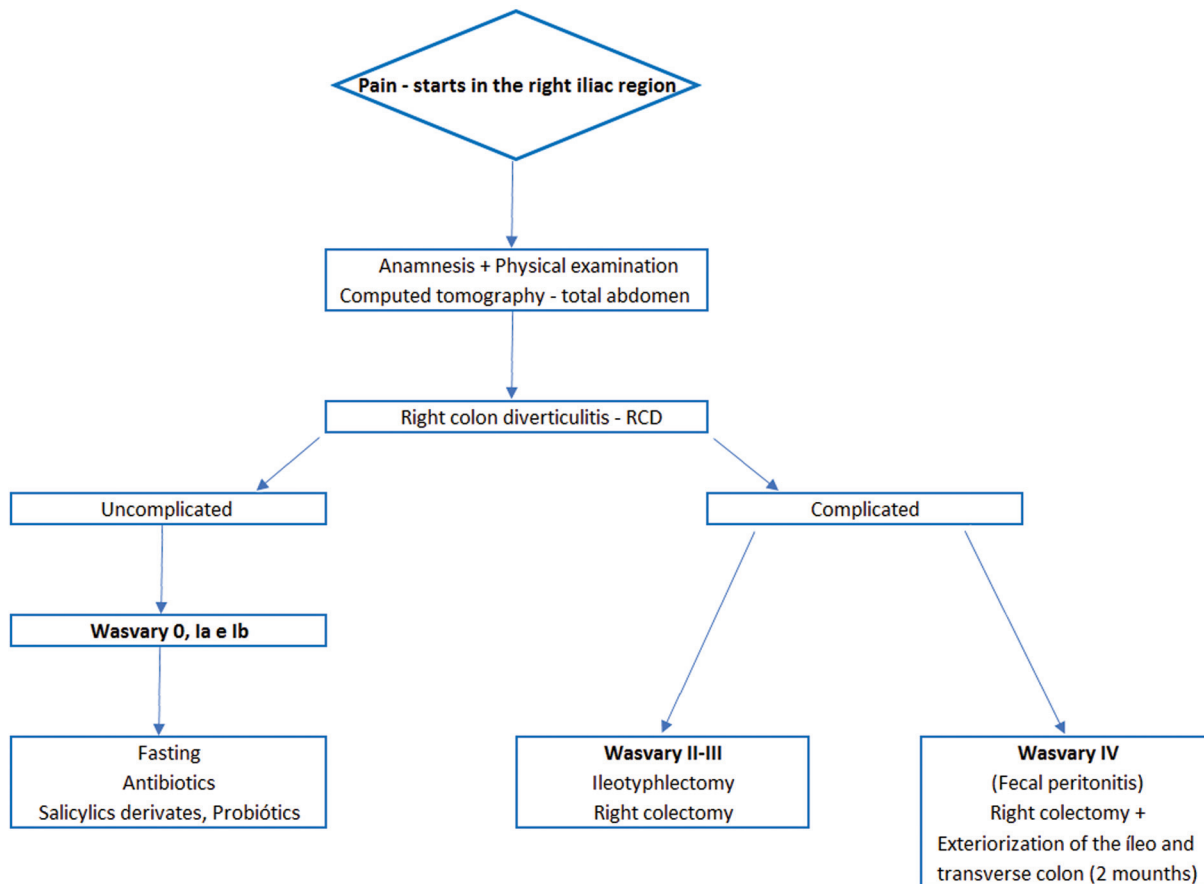 Pain - starts in the right iliac region
Anamnesis + Physical examination
Computed tomography - total abdomen
Right colon diverticulitis - RCD
Uncomplicated
Complicated
Wasvary 0, Ia e Ib
Fasting
Antibiotics
Salicylics derivates, Probiótics
Wasvary II-III
Ileotyphlectomy
Right colectomy
Wasvary IV
(Fecal peritonitis)
Right colectomy +
Exteriorization of the íleo and
transverse colon (2 mounths)